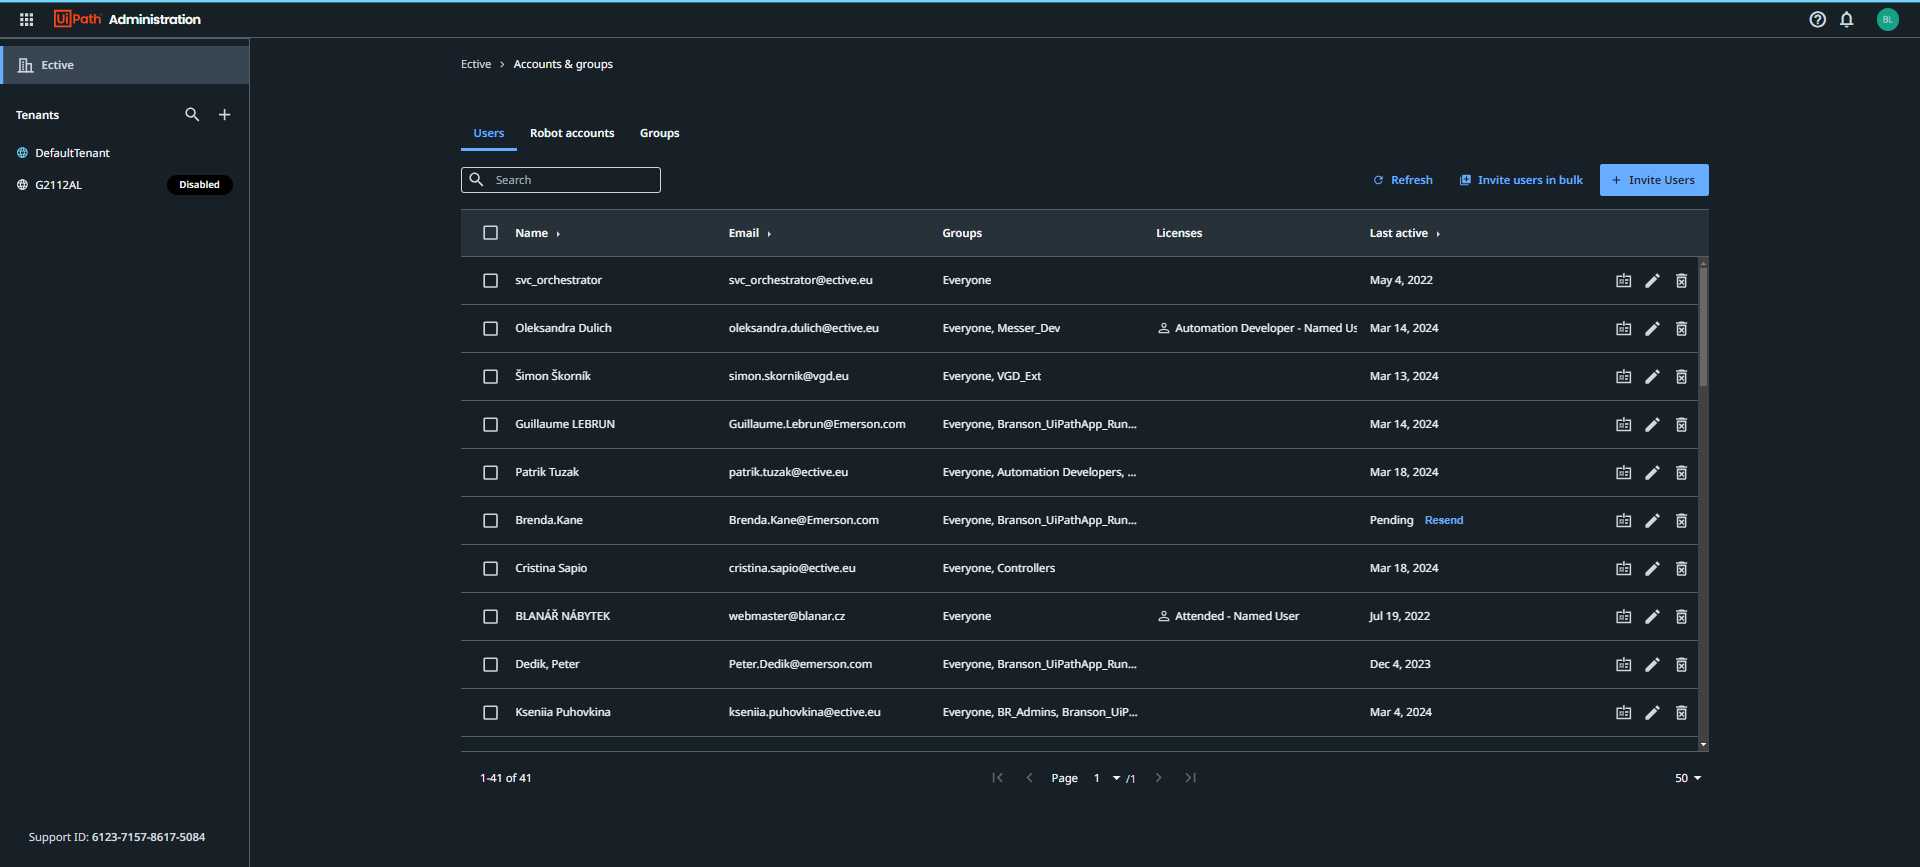 UiPath Administration
BL
Ective
Tenants
DefaultTenant
G2112AL Disabled
Support ID: 6123-7157-8617-5084
Ective > Accounts & groups
Users Robot accounts Groups
Search Refresh Invite users in bulk + Invite Users
Name Email Groups Licenses Last active
svc_orchestrator svc_orchestrator@ective.eu Everyone May 4, 2022
Oleksandra Dulich oleksandra.dulich@ective.eu Everyone, Messer_Dev Automation Developer - Named Us Mar 14, 2024
Šimon Škorník simon.skornik@vgd.eu Everyone, VGD_Ext Mar 13, 2024
Guillaume LEBRUN Guillaume.Lebrun@Emerson.com Everyone, Branson_UiPathApp_Run... Mar 14, 2024
Patrik Tuzak patrik.tuzak@ective.eu Everyone, Automation Developers, ... Mar 18, 2024
Brenda.Kane Brenda.Kane@Emerson.com Everyone, Branson_UiPathApp_Run... Pending Resend
Cristina Sapio cristina.sapio@ective.eu Everyone, Controllers Mar 18, 2024
BLANÁŘ NÁBYTEK webmaster@blanar.cz Everyone Attended - Named User Jul 19, 2022
Dedik, Peter Peter.Dedik@emerson.com Everyone, Branson_UiPathApp_Run... Dec 4, 2023
Kseniia Puhovkina kseniia.puhovkina@ective.eu Everyone, BR_Admins, Branson_UiP... Mar 4, 2024
1-41 of 41 Page 1 /1 50